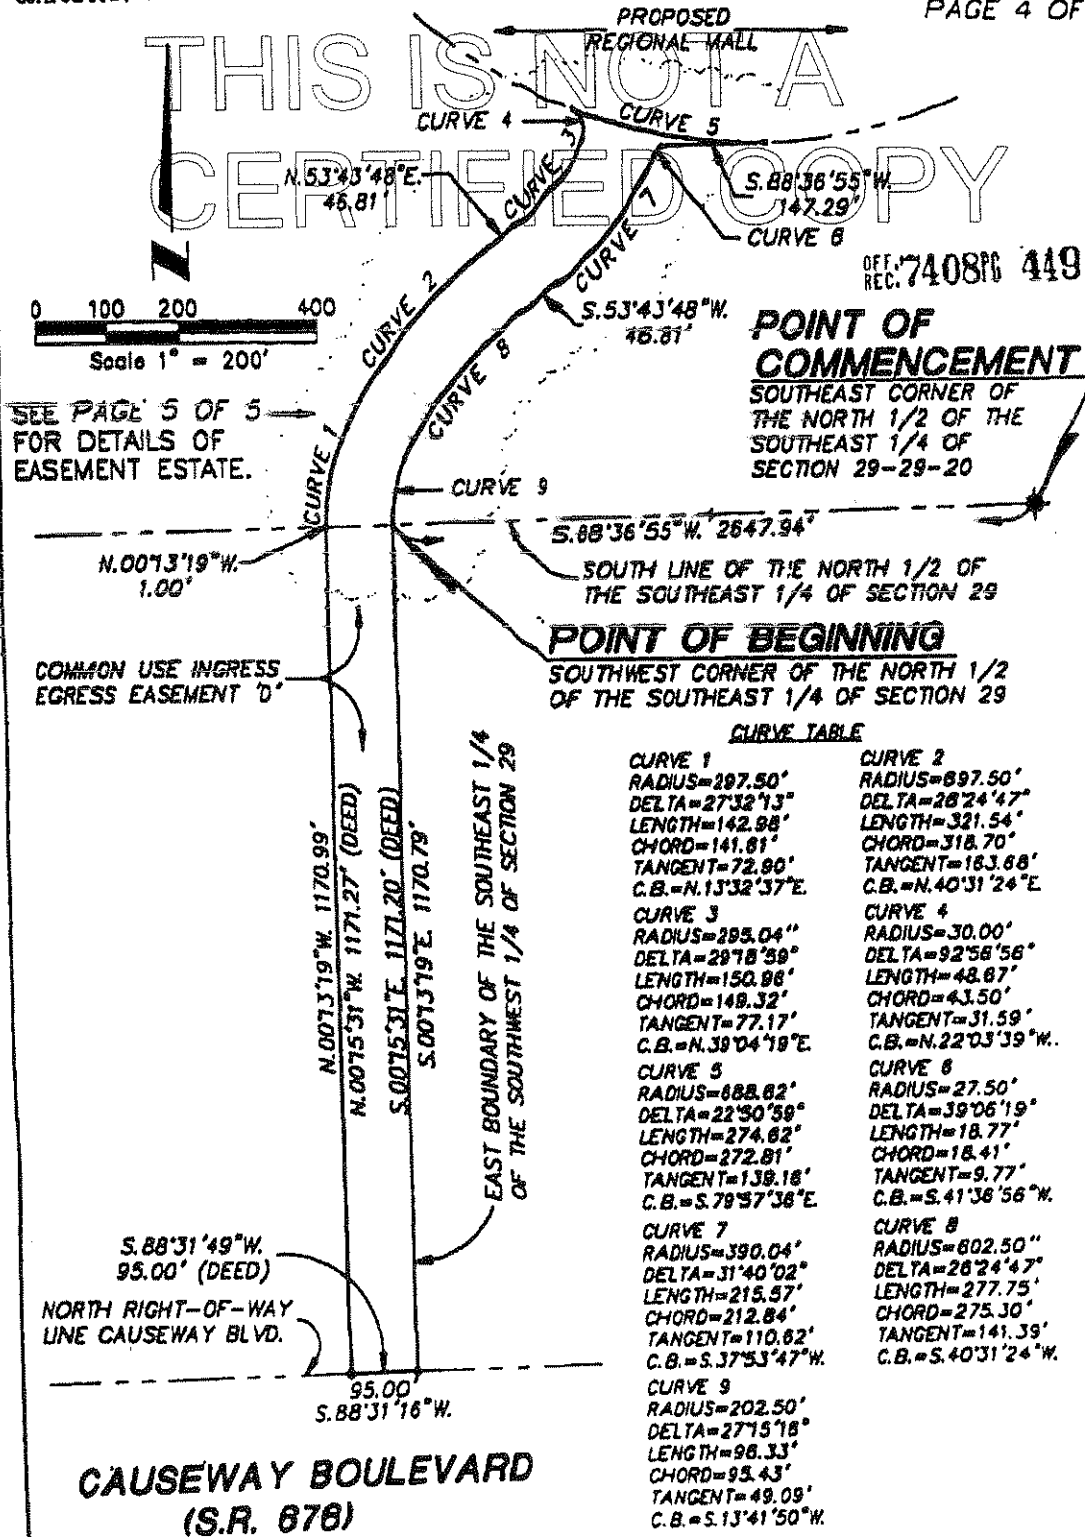 PAGE 4 OF
THIS IS NOT A
CERTIFIED COPY
PROPOSED
REGIONAL MALL
CURVE 4
CURVE 5
CURVE 3
N.53°43'48"E.
46.81'
S.88°36'55"W.
147.29'
CURVE 6
CURVE 7
OFF. REC. 7408 PG 449
N
0 100 200 400
Scale 1" = 200'
CURVE 2
S.53°43'48"W.
46.81'
CURVE 8
POINT OF
COMMENCEMENT
SOUTHEAST CORNER OF
THE NORTH 1/2 OF THE
SOUTHEAST 1/4 OF
SECTION 29-29-20
SEE PAGE 5 OF 5
FOR DETAILS OF
EASEMENT ESTATE.
CURVE 1
CURVE 9
S.88°36'55"W. 2647.94'
N.00°13'19"W.
1.00'
SOUTH LINE OF THE NORTH 1/2 OF
THE SOUTHEAST 1/4 OF SECTION 29
POINT OF BEGINNING
SOUTHWEST CORNER OF THE NORTH 1/2
OF THE SOUTHEAST 1/4 OF SECTION 29
COMMON USE INGRESS
EGRESS EASEMENT 'D'
N.00°13'19"W. 1170.99'
N.00°15'31"W. 1171.27' (DEED)
S.00°15'31"E. 1171.20' (DEED)
S.00°13'19"E. 1170.79'
EAST BOUNDARY OF THE SOUTHEAST 1/4
OF THE SOUTHWEST 1/4 OF SECTION 29
S.88°31'49"W.
95.00' (DEED)
NORTH RIGHT-OF-WAY
LINE CAUSEWAY BLVD.
95.00'
S.88°31'16"W.
CAUSEWAY BOULEVARD
(S.R. 676)
CURVE TABLE
CURVE 1
RADIUS=297.50'
DELTA=27°32'13"
LENGTH=142.98'
CHORD=141.61'
TANGENT=72.90'
C.B.=N.13°32'37"E.
CURVE 2
RADIUS=697.50'
DELTA=26°24'47"
LENGTH=321.54'
CHORD=318.70'
TANGENT=163.68'
C.B.=N.40°31'24"E.
CURVE 3
RADIUS=295.04''
DELTA=29°18'59"
LENGTH=150.96'
CHORD=149.32'
TANGENT=77.17'
C.B.=N.39°04'19"E.
CURVE 4
RADIUS=30.00'
DELTA=92°56'56"
LENGTH=48.67'
CHORD=43.50'
TANGENT=31.59'
C.B.=N.22°03'39"W..
CURVE 5
RADIUS=688.62'
DELTA=22°50'59"
LENGTH=274.62'
CHORD=272.81'
TANGENT=139.16'
C.B.=S.79°57'36"E.
CURVE 6
RADIUS=27.50'
DELTA=39°06'19"
LENGTH=18.77'
CHORD=18.41'
TANGENT=9.77'
C.B.=S.41°36'56"W.
CURVE 7
RADIUS=390.04'
DELTA=31°40'02"
LENGTH=215.57'
CHORD=212.84'
TANGENT=110.62'
C.B.=S.37°53'47"W.
CURVE 8
RADIUS=602.50''
DELTA=26°24'47"
LENGTH=277.75'
CHORD=275.30'
TANGENT=141.39'
C.B.=S.40°31'24"W.
CURVE 9
RADIUS=202.50'
DELTA=27°15'18"
LENGTH=96.33'
CHORD=95.43'
TANGENT=49.09'
C.B.=S.13°41'50"W.